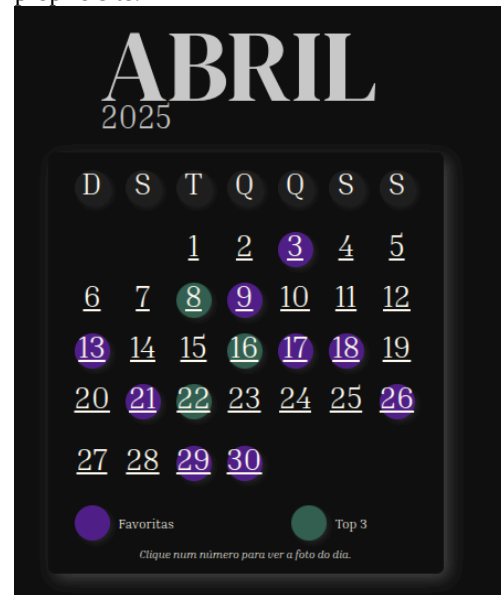 ABRIL
2025
D S T Q Q S S
1 2 3 4 5
6 7 8 9 10 11 12
13 14 15 16 17 18 19
20 21 22 23 24 25 26
27 28 29 30
Favoritas Top 3
Clique num número para ver a foto do dia.